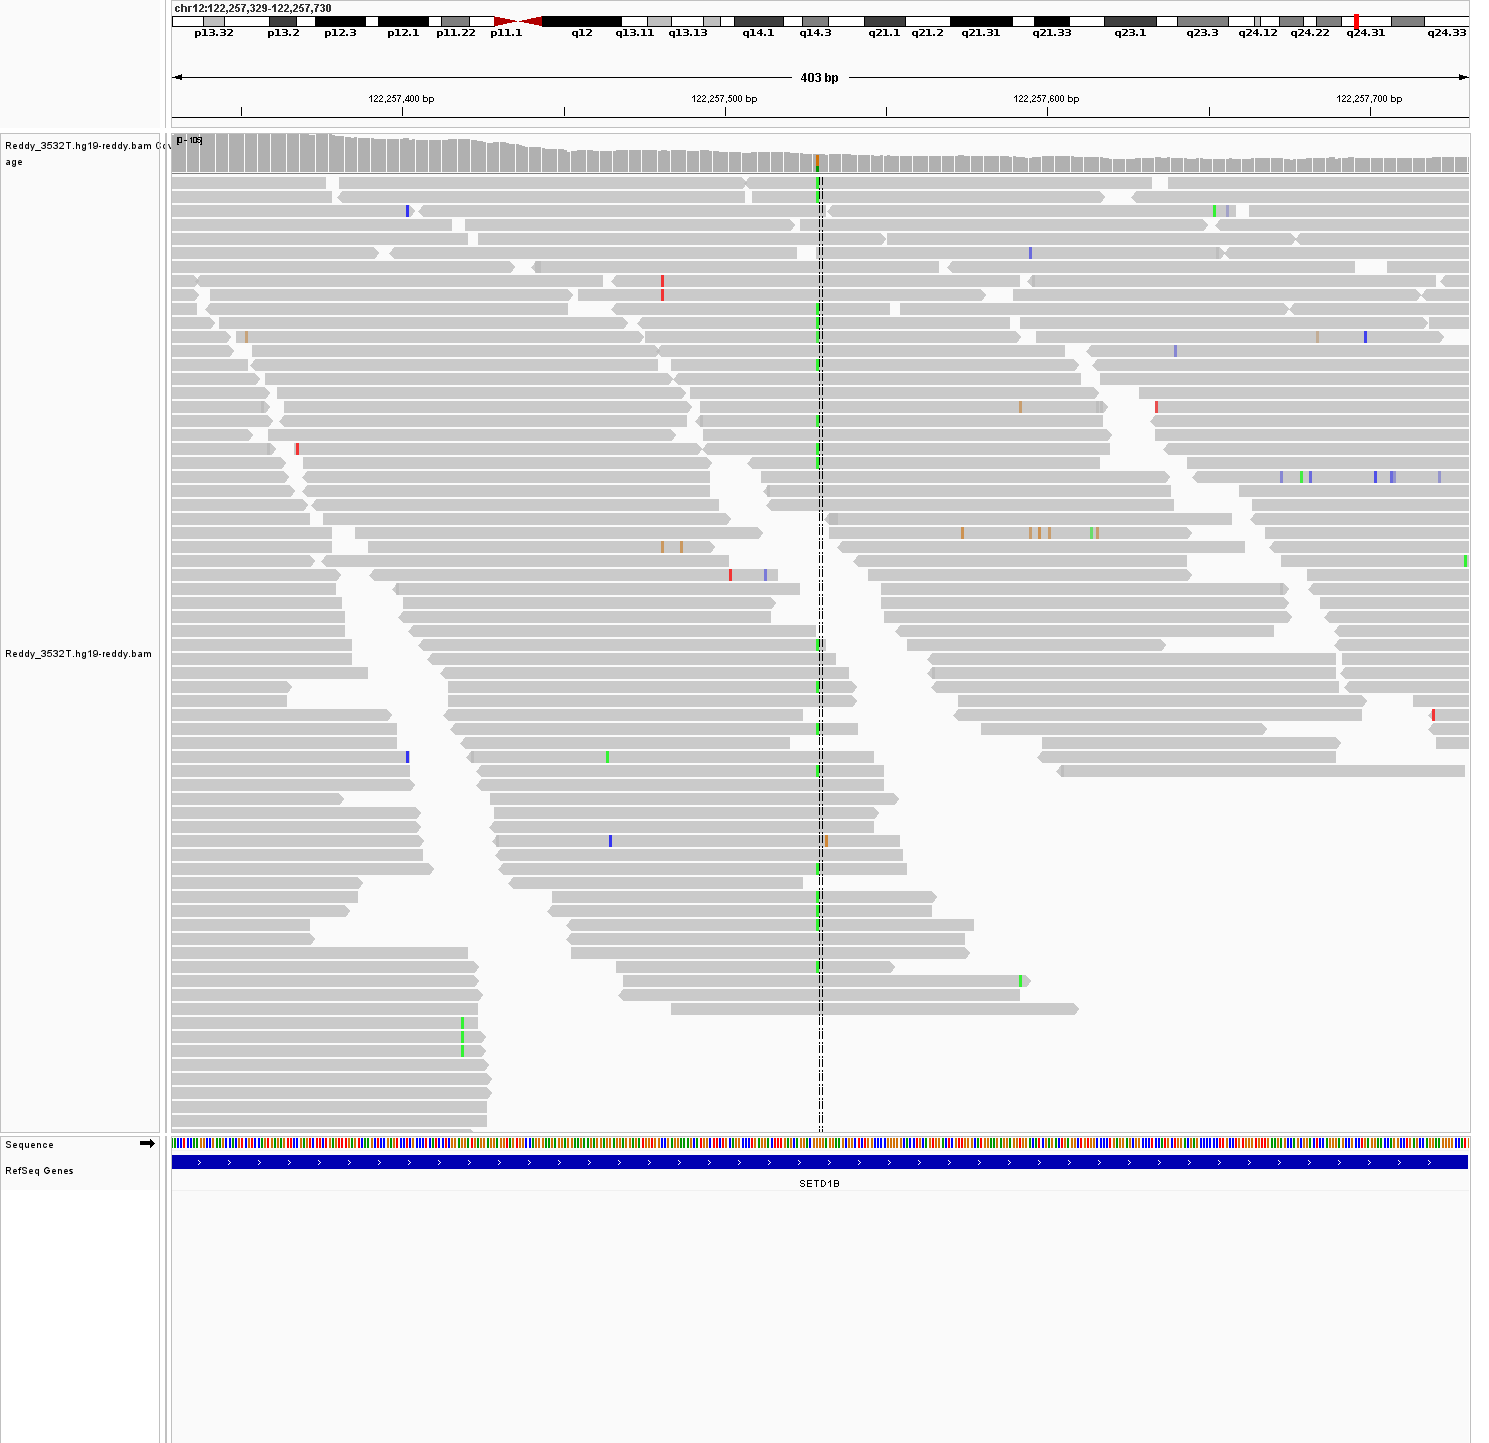 chr12:122,257,329-122,257,730
p13.32 p13.2 p12.3 p12.1 p11.22 p11.1 q12 q13.11 q13.13 q14.1 q14.3 q21.1 q21.2 q21.31 q21.33 q23.1 q23.3 q24.12 q24.22 q24.31 q24.33
403 bp
122,257,400 bp 122,257,500 bp 122,257,600 bp 122,257,700 bp
Reddy_3532T.hg19-reddy.bam Cov
age
[0 - 105]
Reddy_3532T.hg19-reddy.bam
Sequence
RefSeq Genes
SETD1B